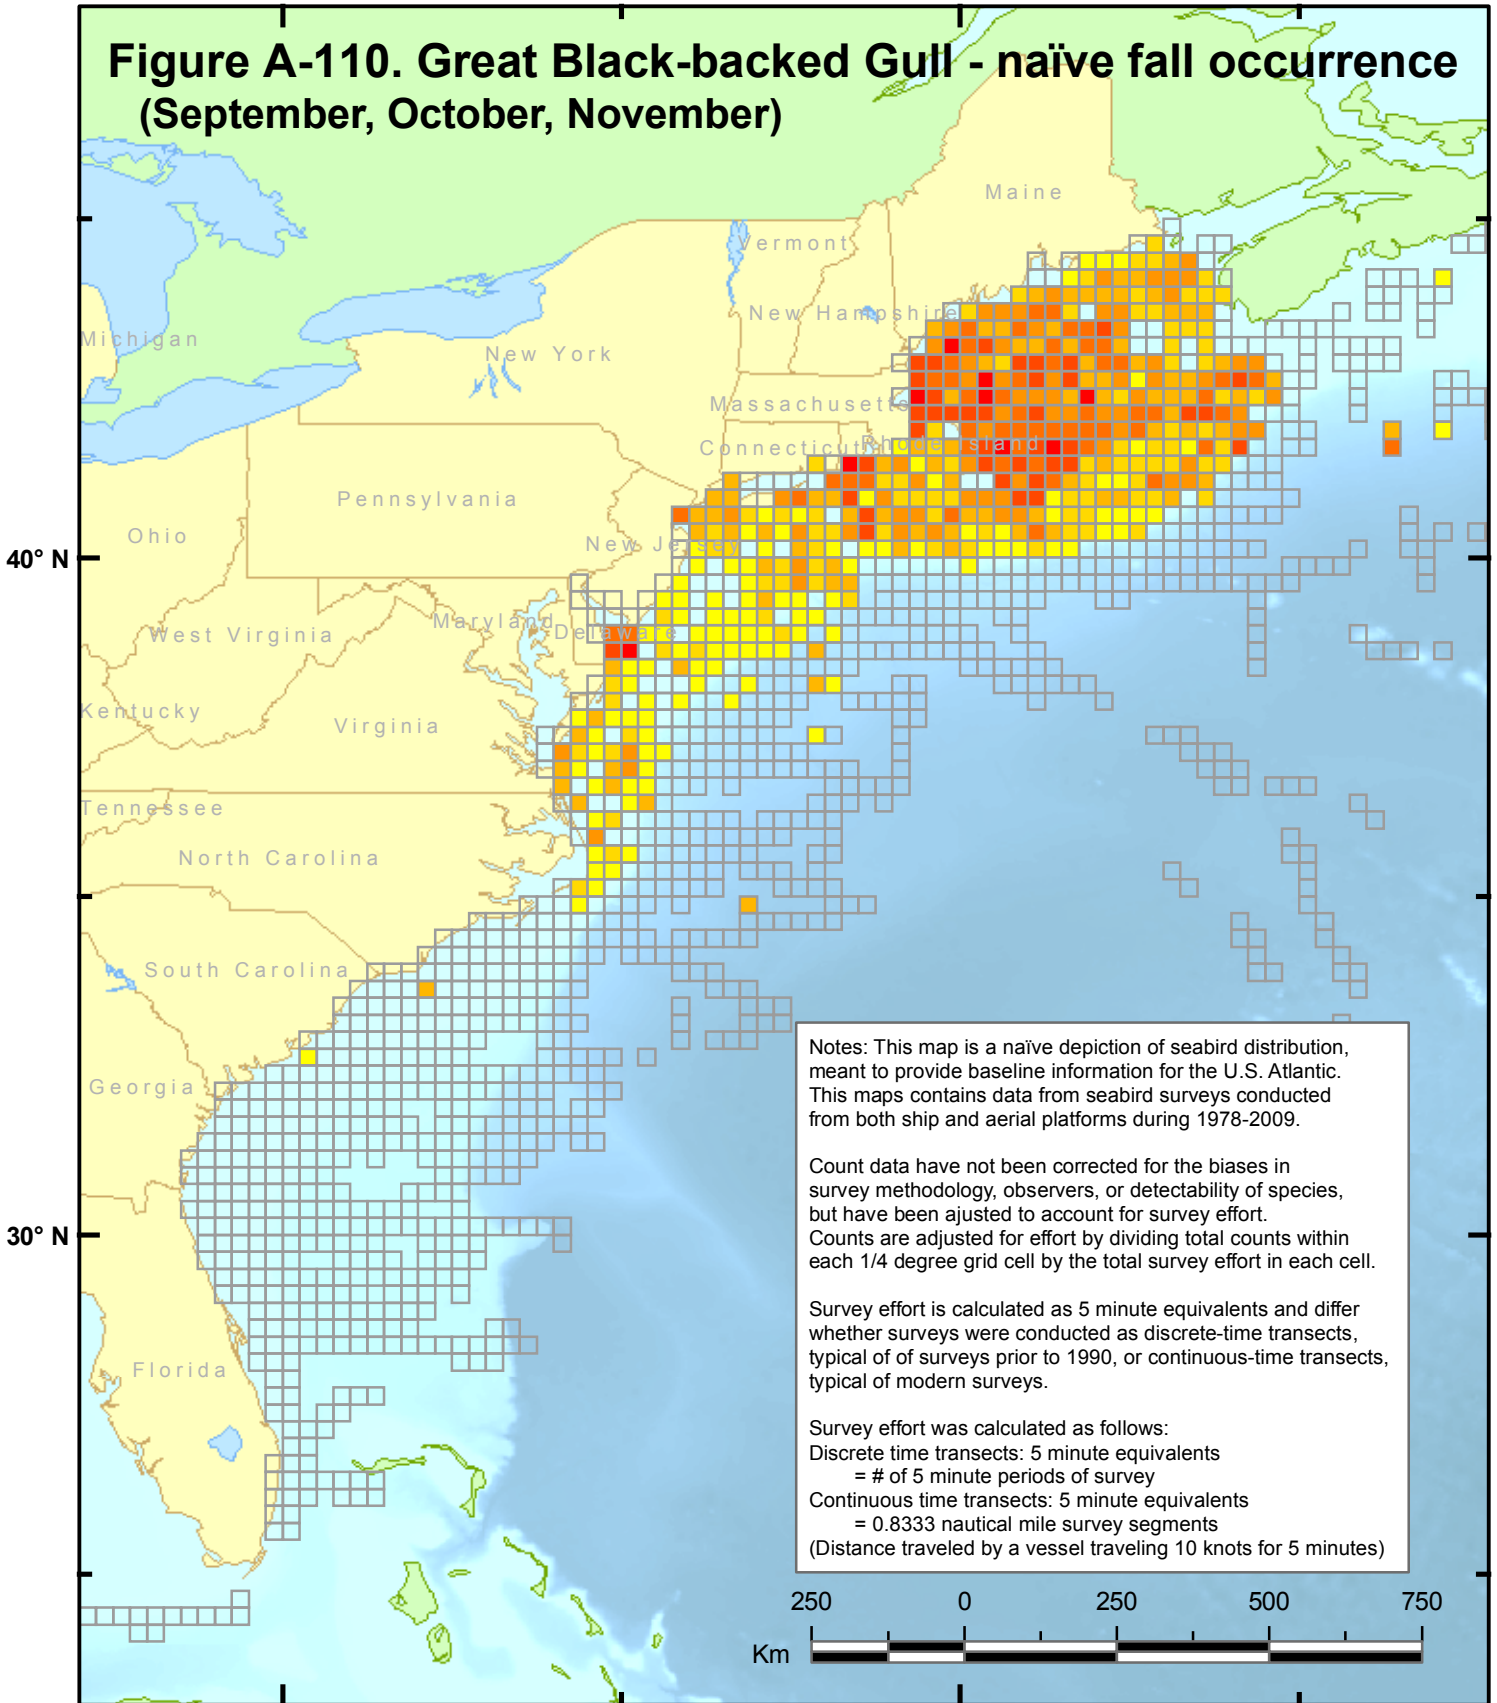 Figure A-110. Great Black-backed Gull - naïve fall occurrence
(September, October, November)
Maine
Vermont
New Hampshire
Michigan
New York
Massachusetts
Connecticut
Rhode Island
Pennsylvania
Ohio
New Jersey
40° N
Maryland
Delaware
West Virginia
Kentucky
Virginia
Tennessee
North Carolina
South Carolina
Georgia
30° N
Florida
Notes: This map is a naïve depiction of seabird distribution,
meant to provide baseline information for the U.S. Atlantic.
This maps contains data from seabird surveys conducted
from both ship and aerial platforms during 1978-2009.
Count data have not been corrected for the biases in
survey methodology, observers, or detectability of species,
but have been ajusted to account for survey effort.
Counts are adjusted for effort by dividing total counts within
each 1/4 degree grid cell by the total survey effort in each cell.
Survey effort is calculated as 5 minute equivalents and differ
whether surveys were conducted as discrete-time transects,
typical of of surveys prior to 1990, or continuous-time transects,
typical of modern surveys.
Survey effort was calculated as follows:
Discrete time transects: 5 minute equivalents
= # of 5 minute periods of survey
Continuous time transects: 5 minute equivalents
= 0.8333 nautical mile survey segments
(Distance traveled by a vessel traveling 10 knots for 5 minutes)
250 0 250 500 750
Km